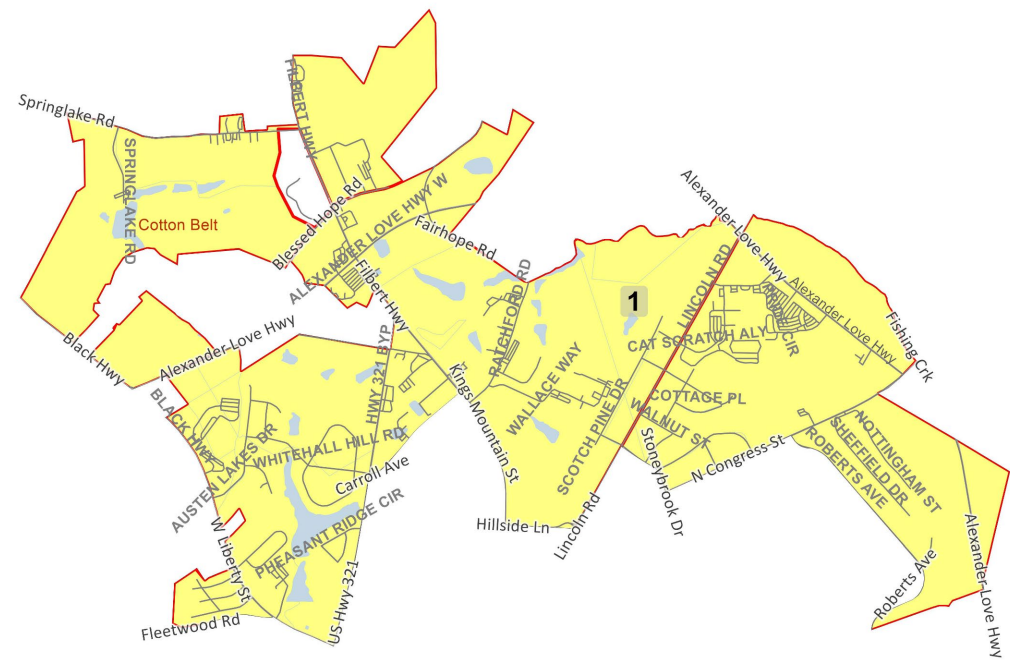 Springlake-Rd
FILBERT HWY
SPRINGLAKE RD
Cotton Belt
Blessed-Hope Rd
ALEXANDER LOVE HWY W
Fairhope Rd
Alexander-Love-Hwy
1
LINCOLN RD
BRIDLE CIR
Alexander Love Hwy
Fishing Crk
Filbert-Hwy
RATCHFORD RD
CAT SCRATCH ALY
Black-Hwy
Alexander-Love Hwy
HWY 321 BYP
Kings-Mountain-St
WALLACE WAY
SCOTCH PINE DR
COTTAGE PL
WALNUT ST
Stoneybrook Dr
N-Congress-St
NOTTINGHAM ST
SHEFFIELD DR
ROBERTS AVE
BLACK HWY
AUSTEN LAKES DR
WHITEHALL HILL RD
Carroll-Ave
PHEASANT RIDGE CIR
Hillside Ln
Lincoln-Rd
W Liberty St
Fleetwood Rd
US-Hwy-321
Roberts Ave
Alexander-Love Hwy